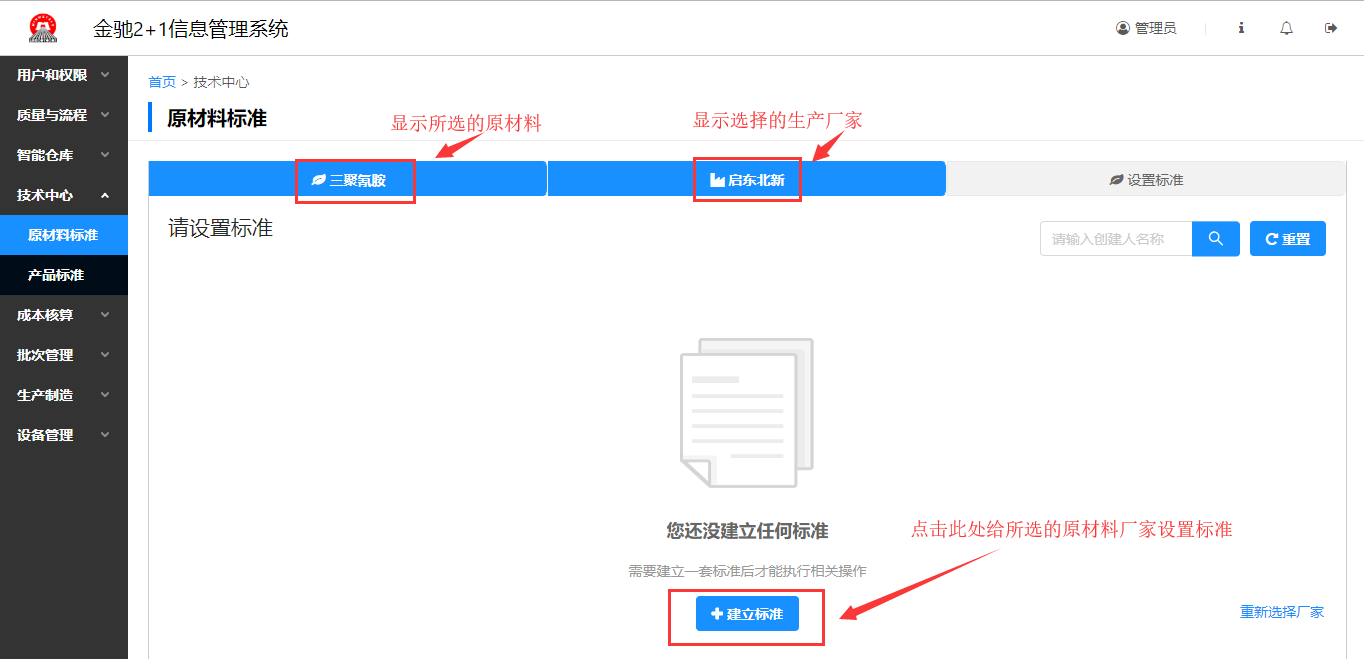 金驰2+1信息管理系统
管理员
用户和权限
质量与流程
智能仓库
技术中心
原材料标准
产品标准
成本核算
批次管理
生产制造
设备管理
首页 > 技术中心
原材料标准
显示所选的原材料
显示选择的生产厂家
三聚氰胺
启东北新
设置标准
请设置标准
请输入创建人名称
重置
您还没建立任何标准
点击此处给所选的原材料厂家设置标准
需要建立一套标准后才能执行相关操作
建立标准
重新选择厂家